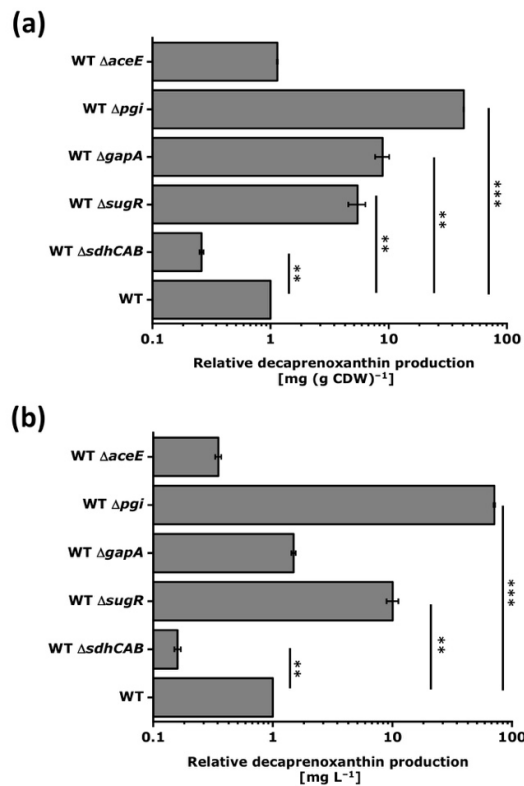 (a)
WT ΔaceE
WT Δpgi
WT ΔgapA
WT ΔsugR
WT ΔsdhCAB
WT
**
**
**
***
0.1 1 10 100
Relative decaprenoxanthin production
[mg (g CDW)⁻¹]
(b)
WT ΔaceE
WT Δpgi
WT ΔgapA
WT ΔsugR
WT ΔsdhCAB
WT
**
**
***
0.1 1 10 100
Relative decaprenoxanthin production
[mg L⁻¹]